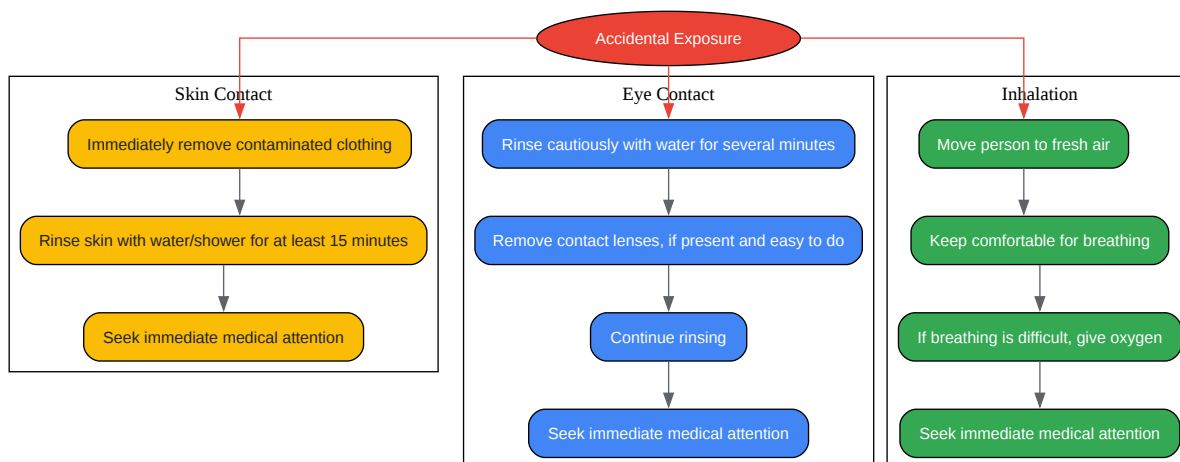 Accidental Exposure
Skin Contact
Immediately remove contaminated clothing
Rinse skin with water/shower for at least 15 minutes
Seek immediate medical attention
Eye Contact
Rinse cautiously with water for several minutes
Remove contact lenses, if present and easy to do
Continue rinsing
Seek immediate medical attention
Inhalation
Move person to fresh air
Keep comfortable for breathing
If breathing is difficult, give oxygen
Seek immediate medical attention